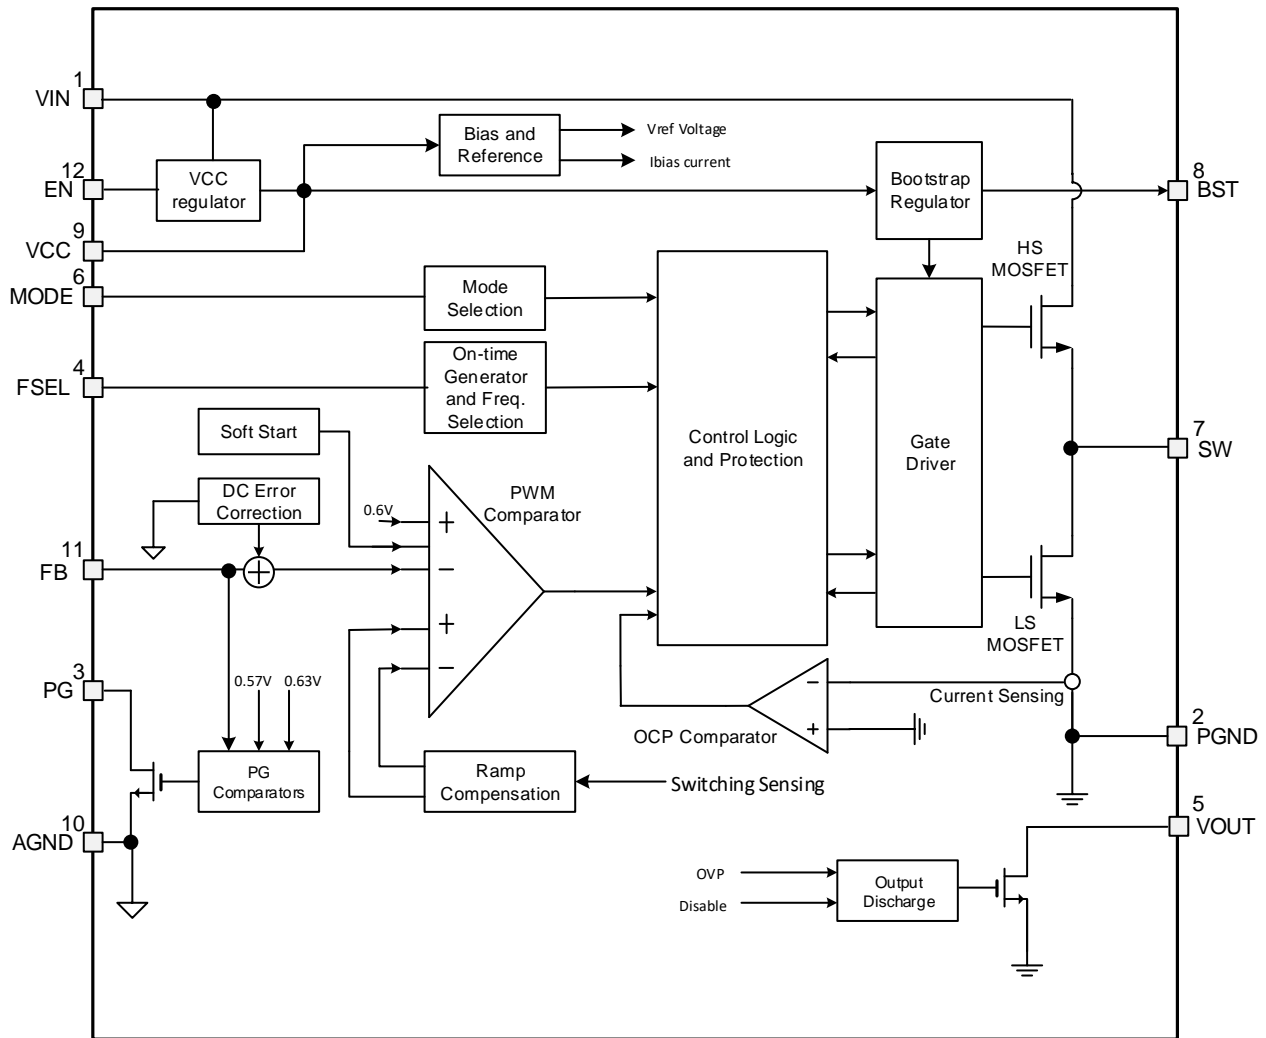 1
VIN
12
EN
9
VCC
6
MODE
4
FSEL
11
FB
3
PG
10
AGND
VCC
regulator
Bias and
Reference
Vref Voltage
Ibias current
Bootstrap
Regulator
8
BST
HS
MOSFET
Mode
Selection
On-time
Generator
and Freq.
Selection
Soft Start
DC Error
Correction
0.6V
+
−
+
−
PWM
Comparator
Control Logic
and Protection
Gate
Driver
7
SW
LS
MOSFET
Current Sensing
−
+
OCP Comparator
2
PGND
0.57V
0.63V
PG
Comparators
Ramp
Compensation
Switching Sensing
5
VOUT
OVP
Disable
Output
Discharge